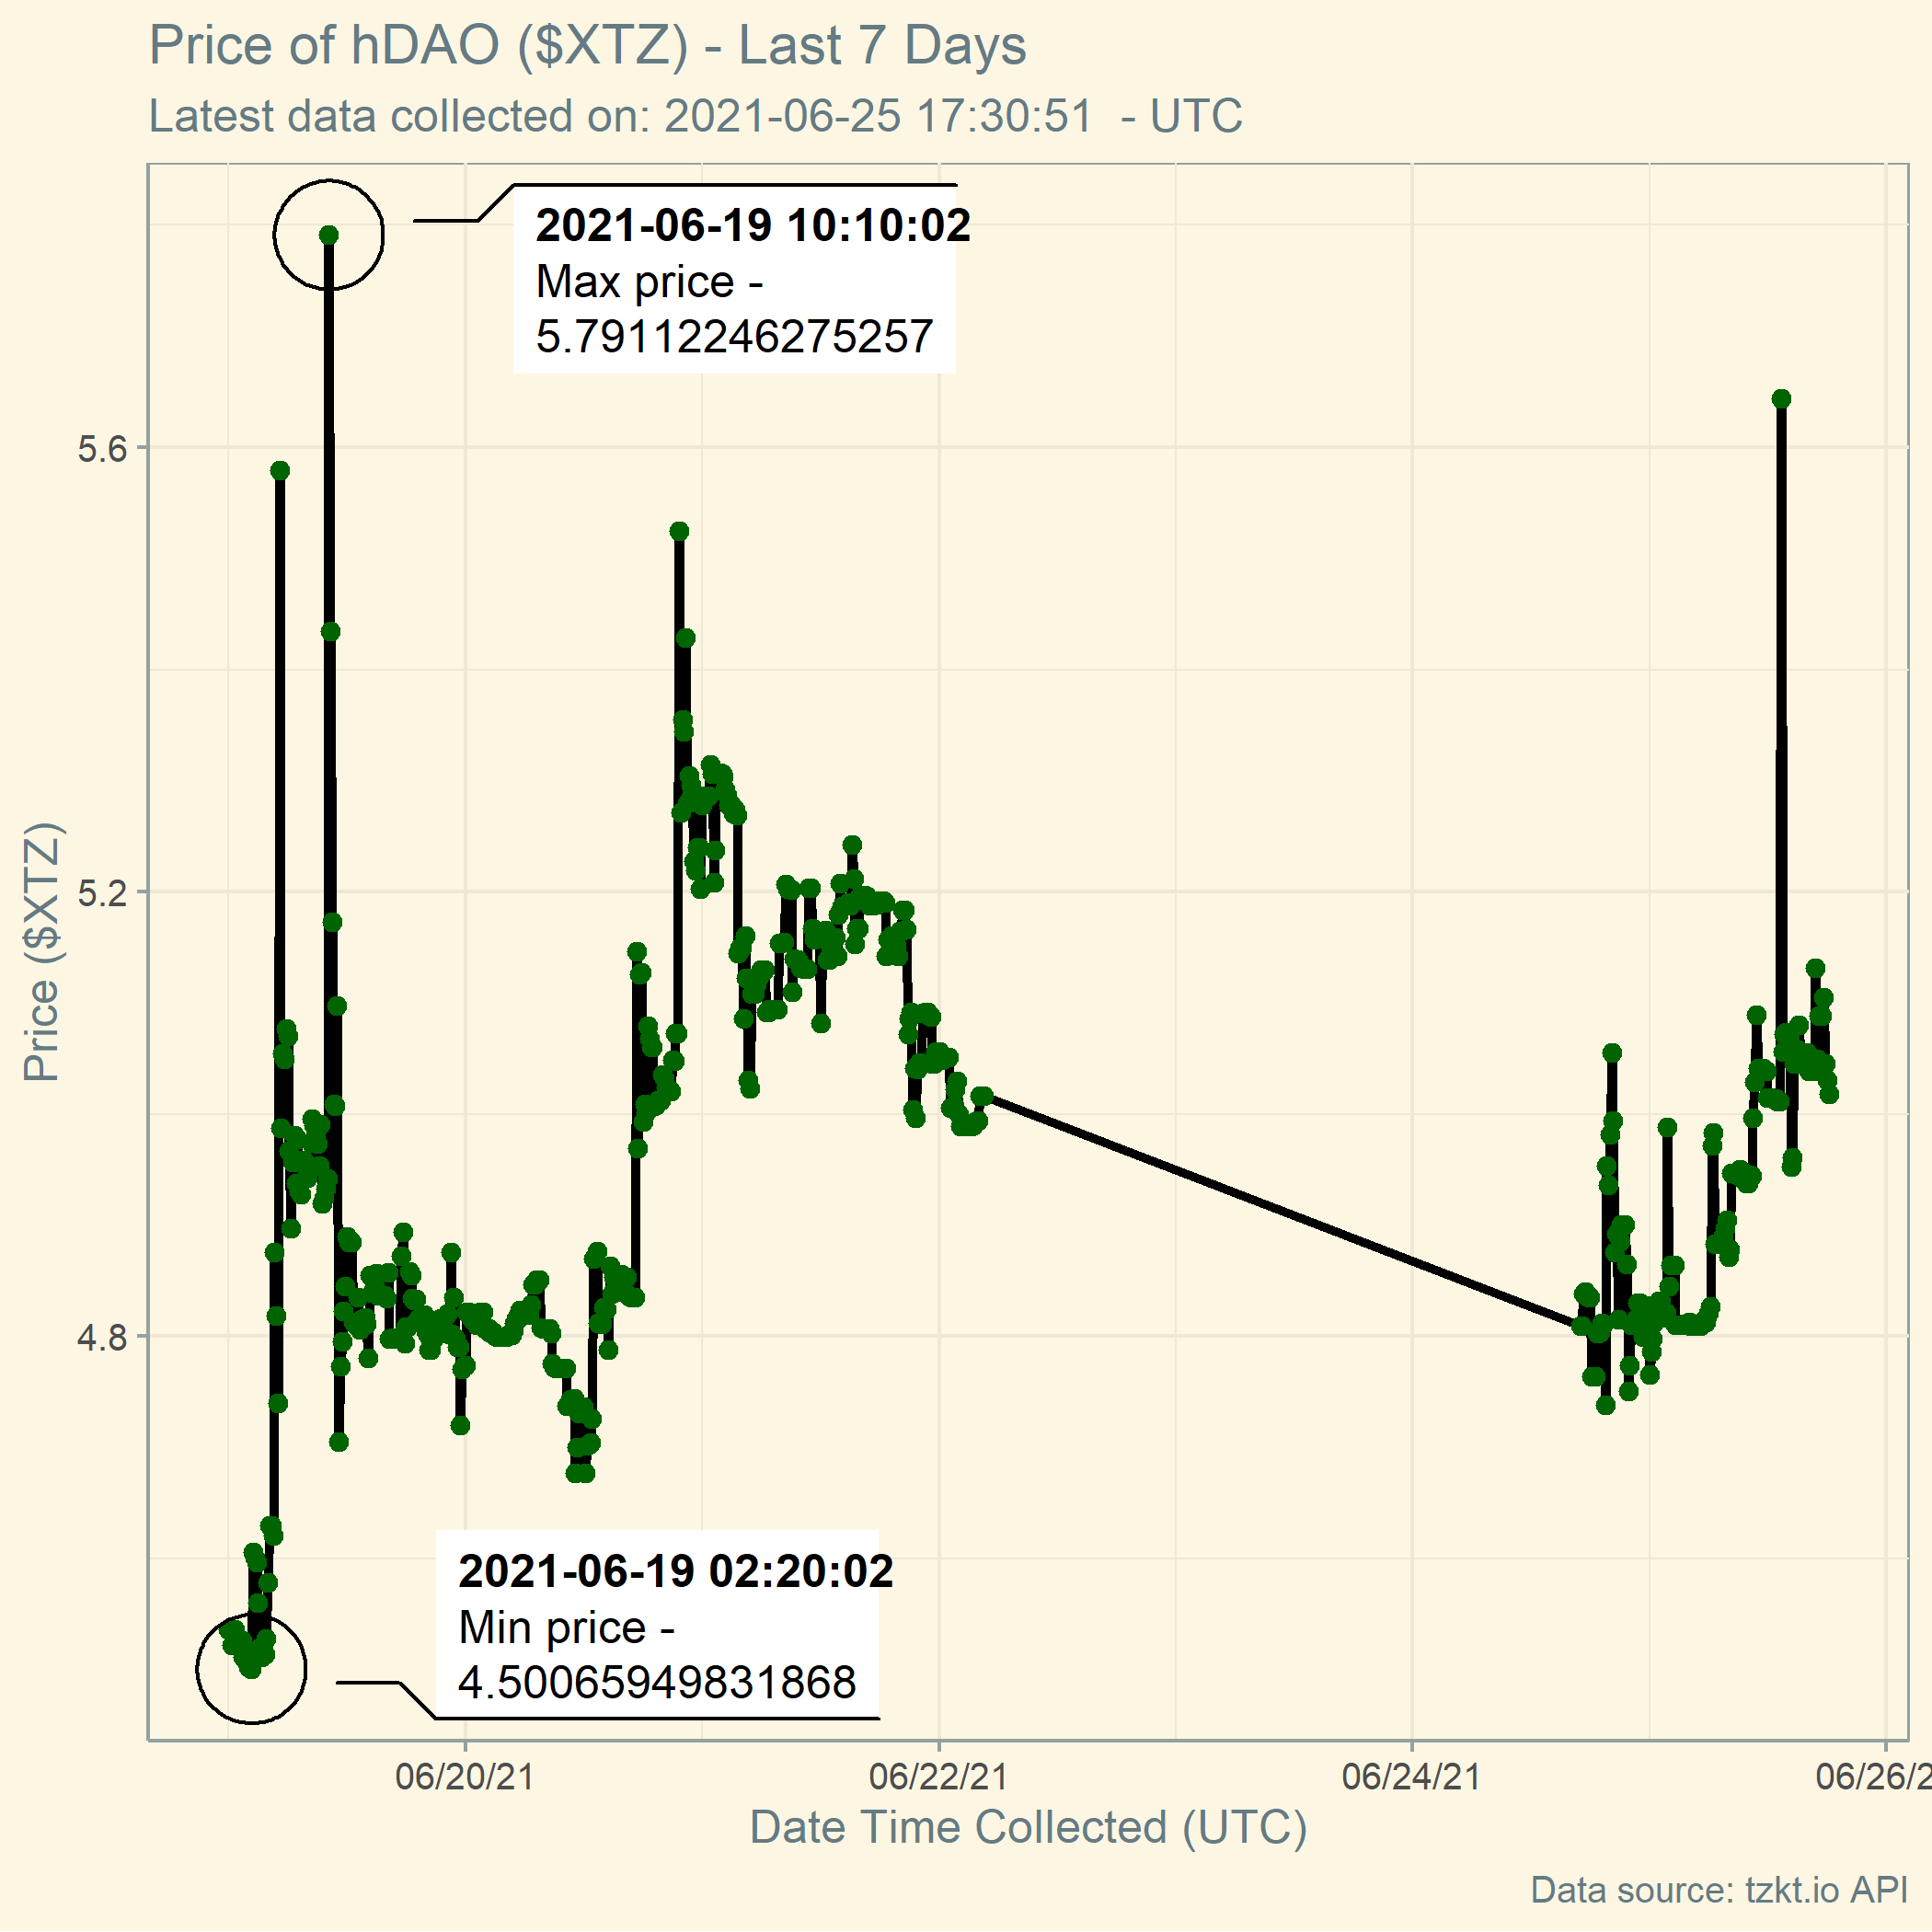 Price of hDAO ($XTZ) - Last 7 Days
Latest data collected on: 2021-06-25 17:30:51  - UTC
2021-06-19 10:10:02
Max price -
5.79112246275257
5.6
5.2
4.8
Price ($XTZ)
2021-06-19 02:20:02
Min price -
4.50065949831868
06/20/21 06/22/21 06/24/21 06/26/2
Date Time Collected (UTC)
Data source: tzkt.io API